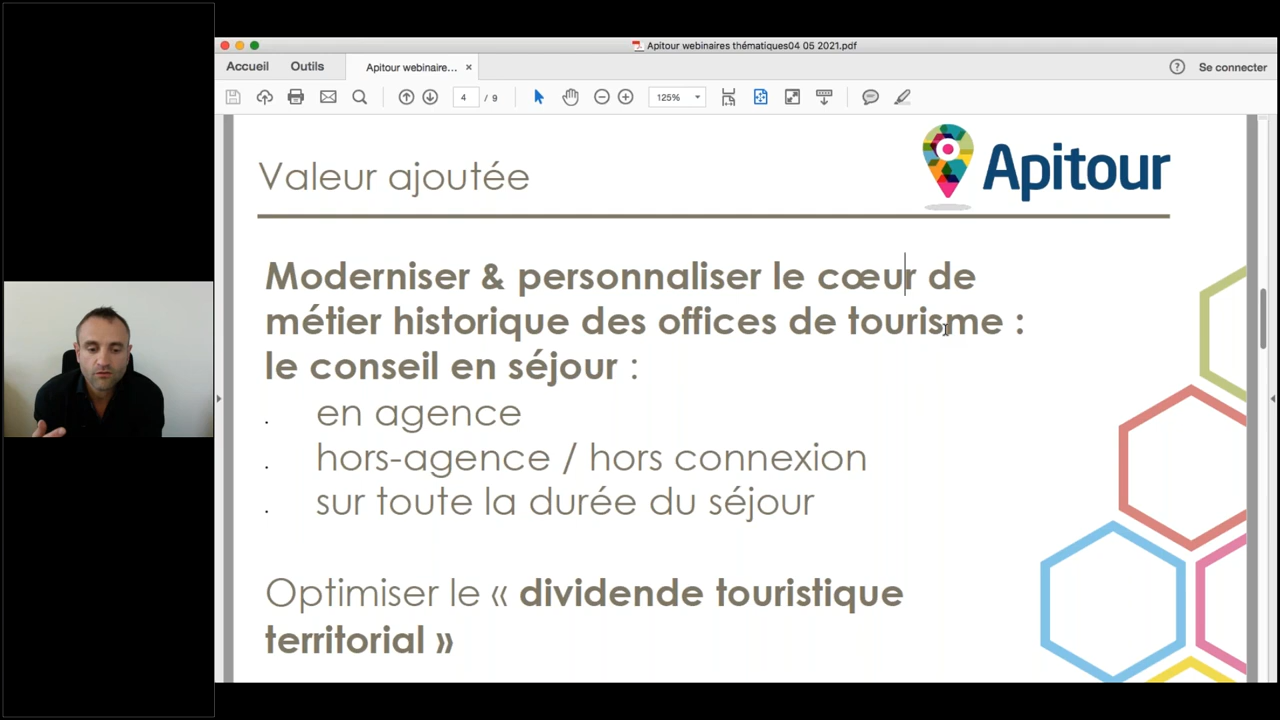 Apitour webinaires thématiques04 05 2021.pdf
Accueil
Outils
Apitour webinaire...
Se connecter
4 / 9
125%
Valeur ajoutée
Apitour
Moderniser & personnaliser le cœur de
métier historique des offices de tourisme :
le conseil en séjour :
. en agence
. hors-agence / hors connexion
. sur toute la durée du séjour
Optimiser le « dividende touristique
territorial »